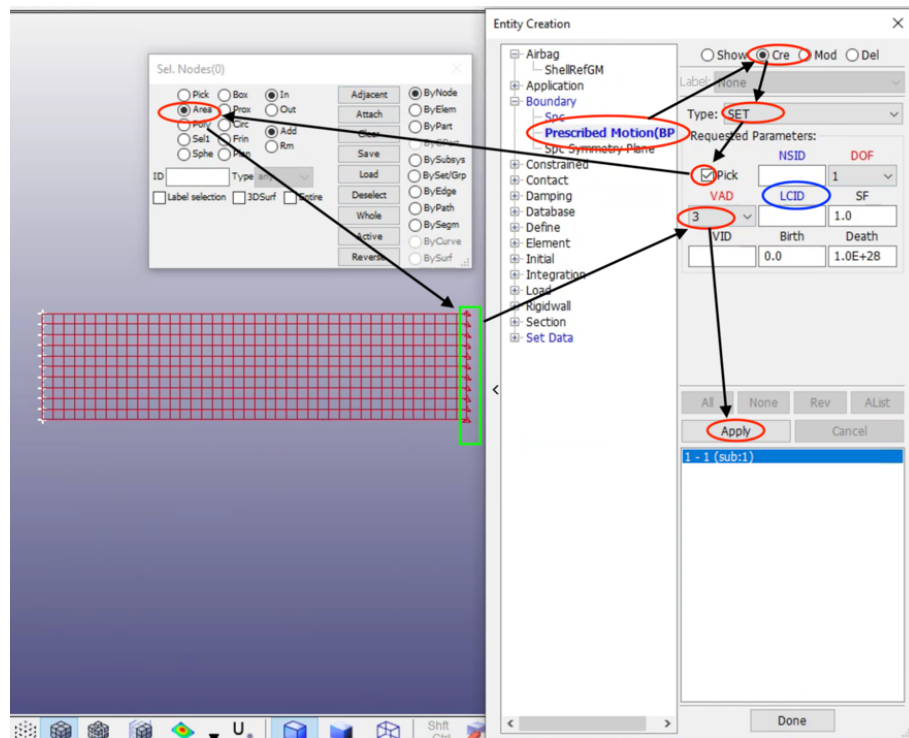 Entity Creation
Sel. Nodes(0)
Pick Box In Adjacent ByNode
Area Prox Out Attach ByElem
Poly Circ Add Clear ByPart
Sel1 Frin Rm
Sphe Plan Save BySubsys
ID Type any Load BySet/Grp
Label selection 3DSurf Entire Deselect ByEdge
Whole ByPath
Active BySegm
ByCurve
Reverse BySurf
Airbag
ShellRefGM
Application
Boundary
Spc
Prescribed Motion(BP
Spc Symmetry Plane
Constrained
Contact
Damping
Database
Define
Element
Initial
Integration
Load
Rigidwall
Section
Set Data
Show Cre Mod Del
Label: None
Type: SET
Requested Parameters:
NSID DOF
Pick 1
VAD LCID SF
3 1.0
VID Birth Death
0.0 1.0E+28
All None Rev AList
Apply Cancel
1 - 1 (sub:1)
Done
U.
Shft
Ctrl